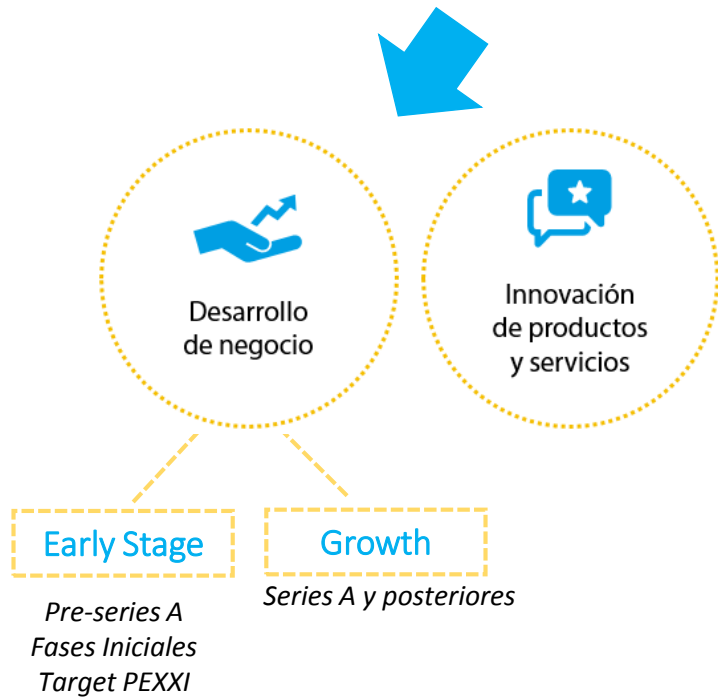 Desarrollo
de negocio
Innovación
de productos
y servicios
Early Stage
Growth
Pre-series A
Fases Iniciales
Target PEXXI
Series A y posteriores